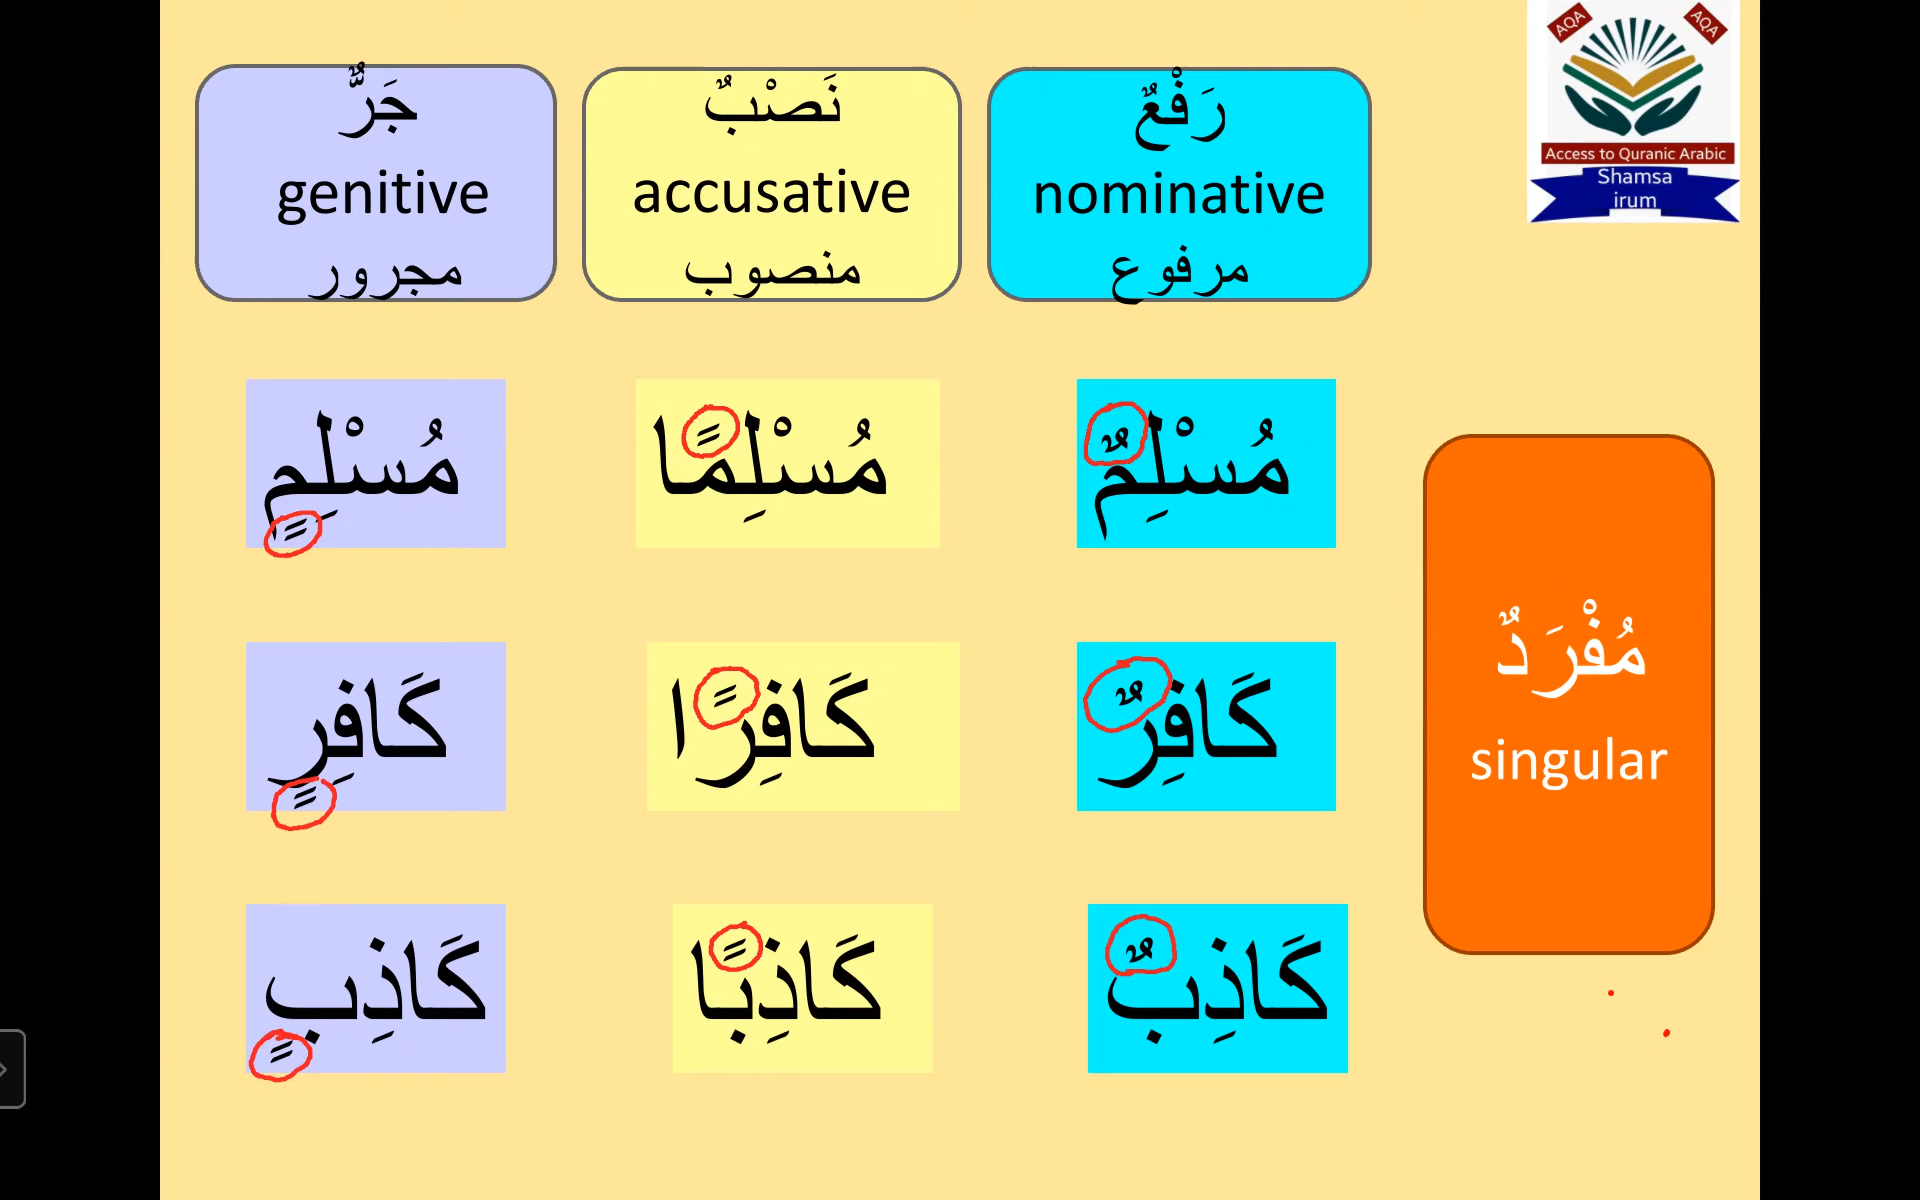 AQA
AQA
Access to Quranic Arabic
Shamsa
irum
رَفْعٌ
nominative
مرفوع
نَصْبٌ
accusative
منصوب
جَرٌّ
genitive
مجرور
مُفْرَدٌ
singular
مُسْلِمٌ
مُسْلِمًا
مُسْلِمٍ
كَافِرٌ
كَافِرًا
كَافِرٍ
كَاذِبٌ
كَاذِبًا
كَاذِبٍ